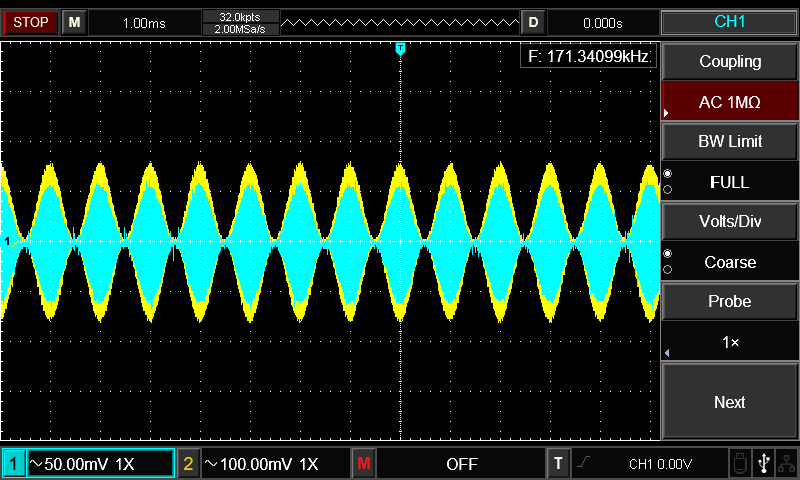 STOP M 1.00ms 32.0kpts D 0.000s CH1
2.00MSa/s
T
F: 171.34099kHz
Coupling
AC 1MΩ
BW Limit
FULL
Volts/Div
1
Coarse
Probe
1×
Next
1 ~50.00mV 1X 2 ~100.00mV 1X M OFF T CH1 0.00V